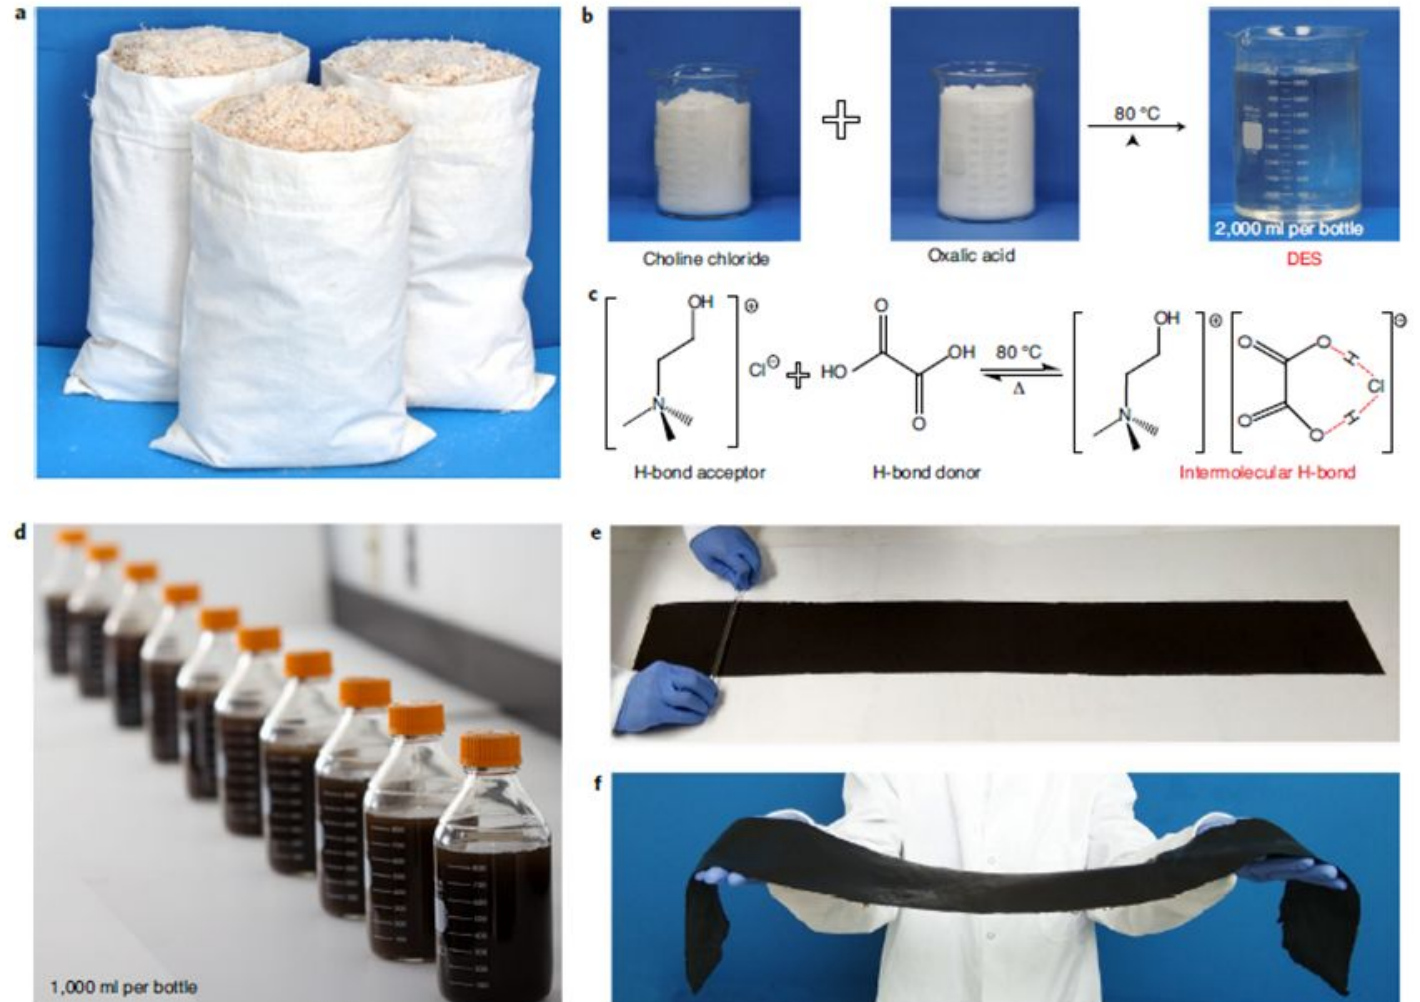 a
b
80 °C
2,000 ml per bottle
Choline chloride
Oxalic acid
DES
c
OH
⊕
Cl⊖
N
O
HO
OH
O
80 °C
Δ
OH
⊕
N
O
O
H
Cl
H
O
O
⊖
H-bond acceptor
H-bond donor
Intermolecular H-bond
d
1,000 ml per bottle
e
f